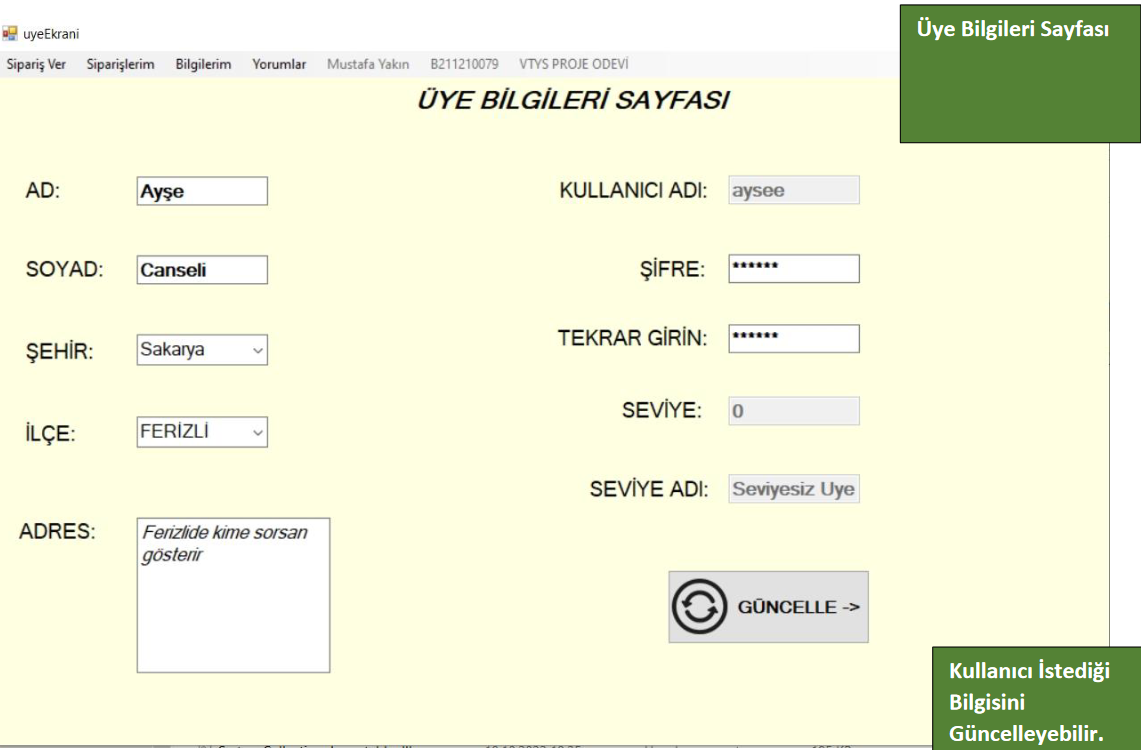 uyeEkrani
Üye Bilgileri Sayfası
Sipariş Ver Siparişlerim Bilgilerim Yorumlar Mustafa Yakın B211210079 VTYS PROJE ODEVİ
ÜYE BİLGİLERİ SAYFASI
AD: Ayşe
KULLANICI ADI: aysee
SOYAD: Canseli
ŞİFRE: ******
ŞEHİR: Sakarya
TEKRAR GİRİN: ******
İLÇE: FERİZLİ
SEVİYE: 0
SEVİYE ADI: Seviyesiz Uye
ADRES: Ferizlide kime sorsan
gösterir
GÜNCELLE ->
Kullanıcı İstediği
Bilgisini
Güncelleyebilir.